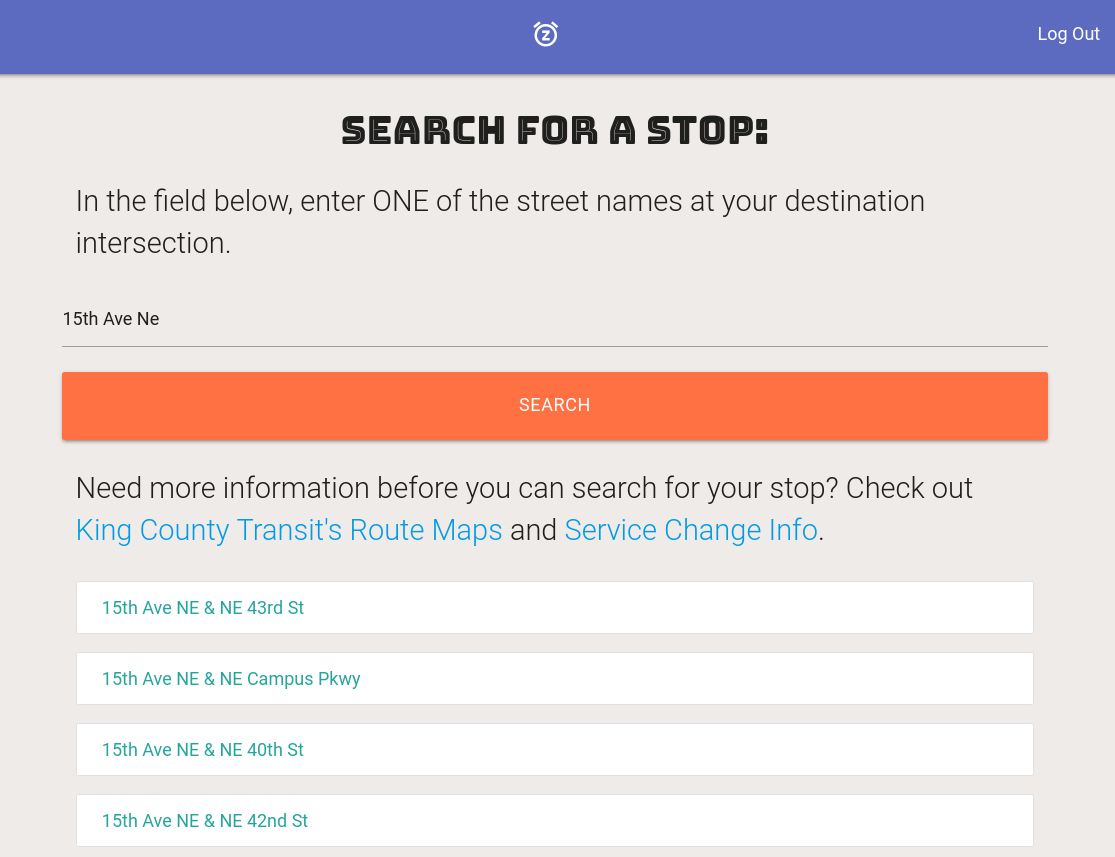 Log Out
SEARCH FOR A STOP:
In the field below, enter ONE of the street names at your destination
intersection.
15th Ave Ne
SEARCH
Need more information before you can search for your stop? Check out
King County Transit's Route Maps and Service Change Info.
15th Ave NE & NE 43rd St
15th Ave NE & NE Campus Pkwy
15th Ave NE & NE 40th St
15th Ave NE & NE 42nd St